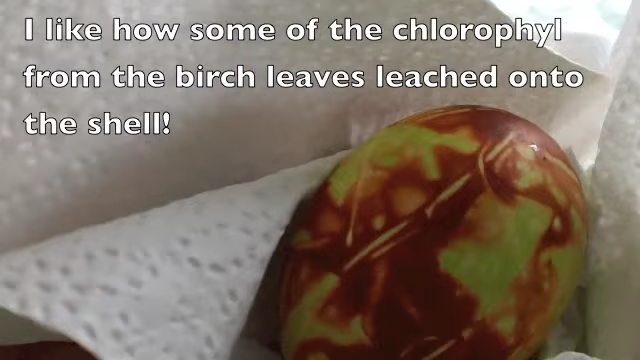 I like how some of the chlorophyl
from the birch leaves leached onto
the shell!